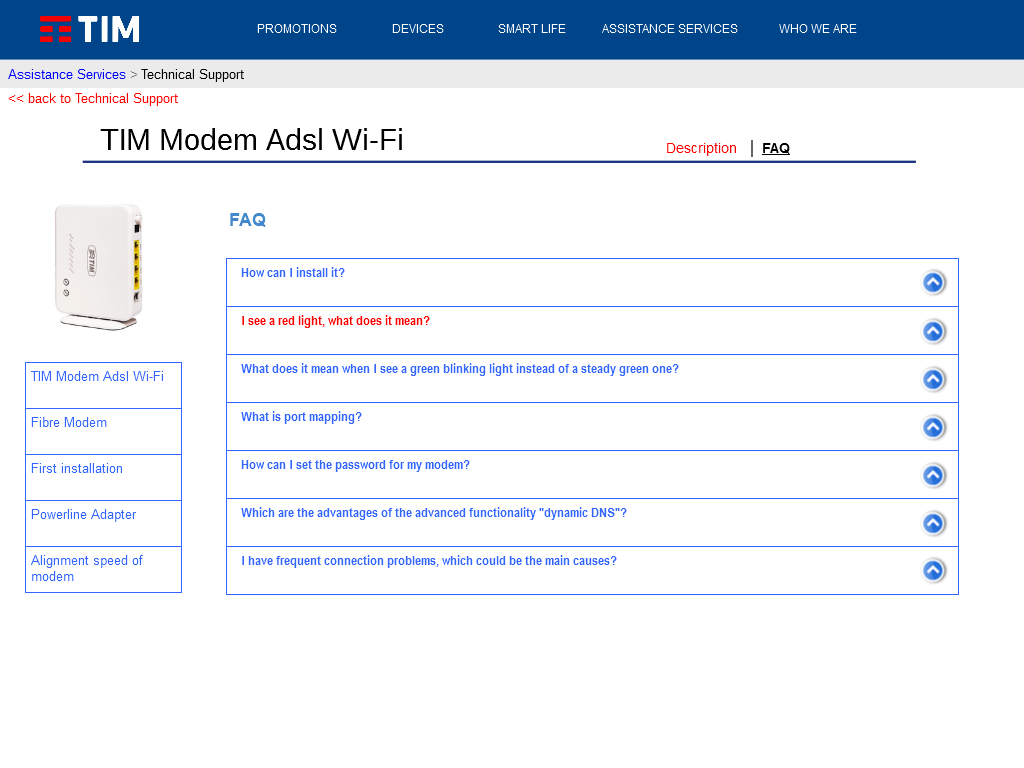 TIM
PROMOTIONS
DEVICES
SMART LIFE
ASSISTANCE SERVICES
WHO WE ARE
Assistance Services > Technical Support
<< back to Technical Support
TIM Modem Adsl Wi-Fi
Description
FAQ
TIM
FAQ
How can I install it?
I see a red light, what does it mean?
What does it mean when I see a green blinking light instead of a steady green one?
What is port mapping?
How can I set the password for my modem?
Which are the advantages of the advanced functionality "dynamic DNS"?
I have frequent connection problems, which could be the main causes?
TIM Modem Adsl Wi-Fi
Fibre Modem
First installation
Powerline Adapter
Alignment speed of
modem